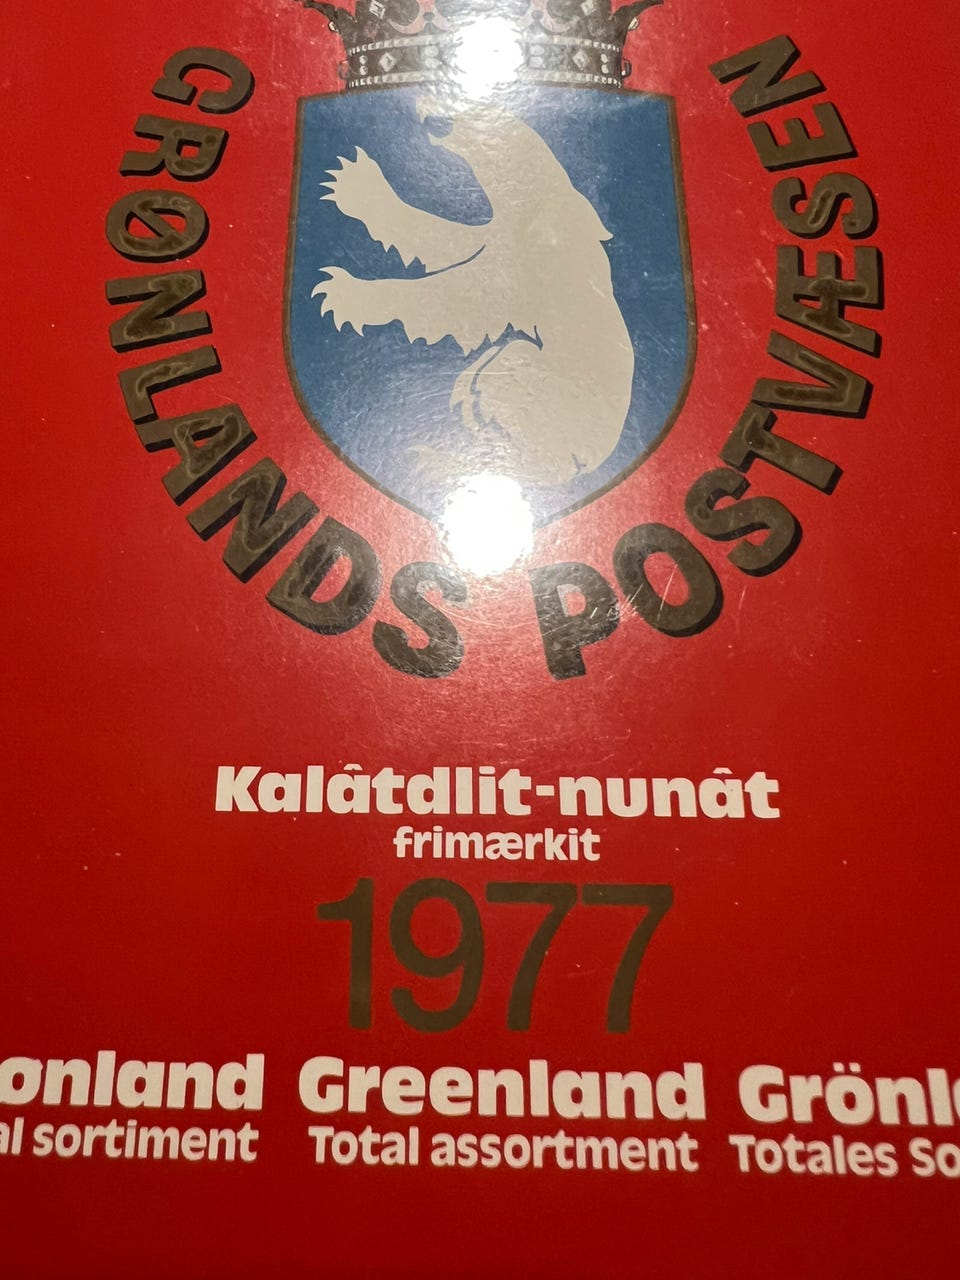 GRØNLANDS POSTVÆSEN
Kalâtdlit-nunât
frimærkit
1977
ønland Greenland Grönl
al sortiment Total assortment Totales So